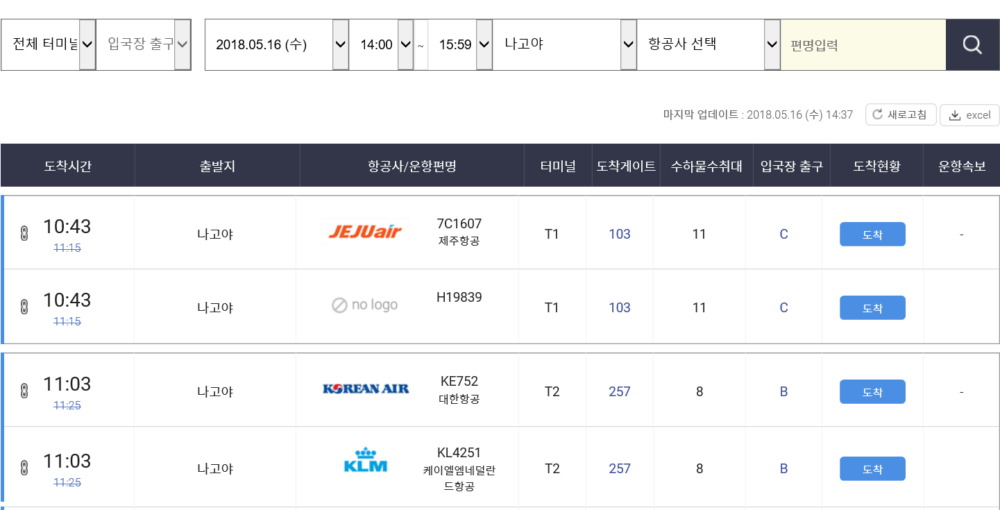 전체 터미널 입국장 출구 2018.05.16 (수) 14:00 ~ 15:59 나고야 항공사 선택 편명입력
마지막 업데이트 : 2018.05.16 (수) 14:37 새로고침 excel
도착시간 출발지 항공사/운항편명 터미널 도착게이트 수하물수취대 입국장 출구 도착현황 운항속보
10:43 11:15 나고야 JEJUair 7C1607 제주항공 T1 103 11 C 도착 -
10:43 11:15 나고야 no logo H19839 T1 103 11 C 도착
11:03 11:25 나고야 KOREAN AIR KE752 대한항공 T2 257 8 B 도착 -
11:03 11:25 나고야 KLM KL4251 케이엘엠네덜란
드항공 T2 257 8 B 도착